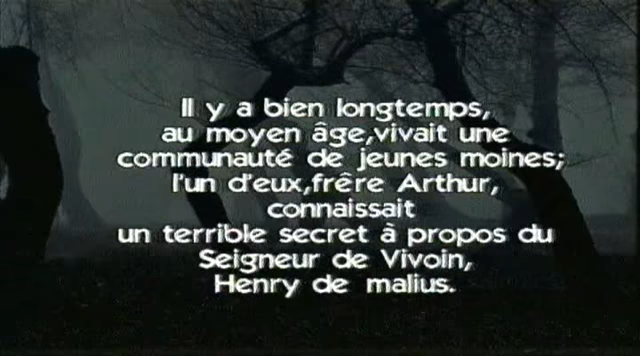 Il y a bien longtemps,
au moyen âge,vivait une
communauté de jeunes moines;
l'un d'eux,frêre Arthur,
connaissait
un terrible secret à propos du
Seigneur de Vivoin,
Henry de malius.